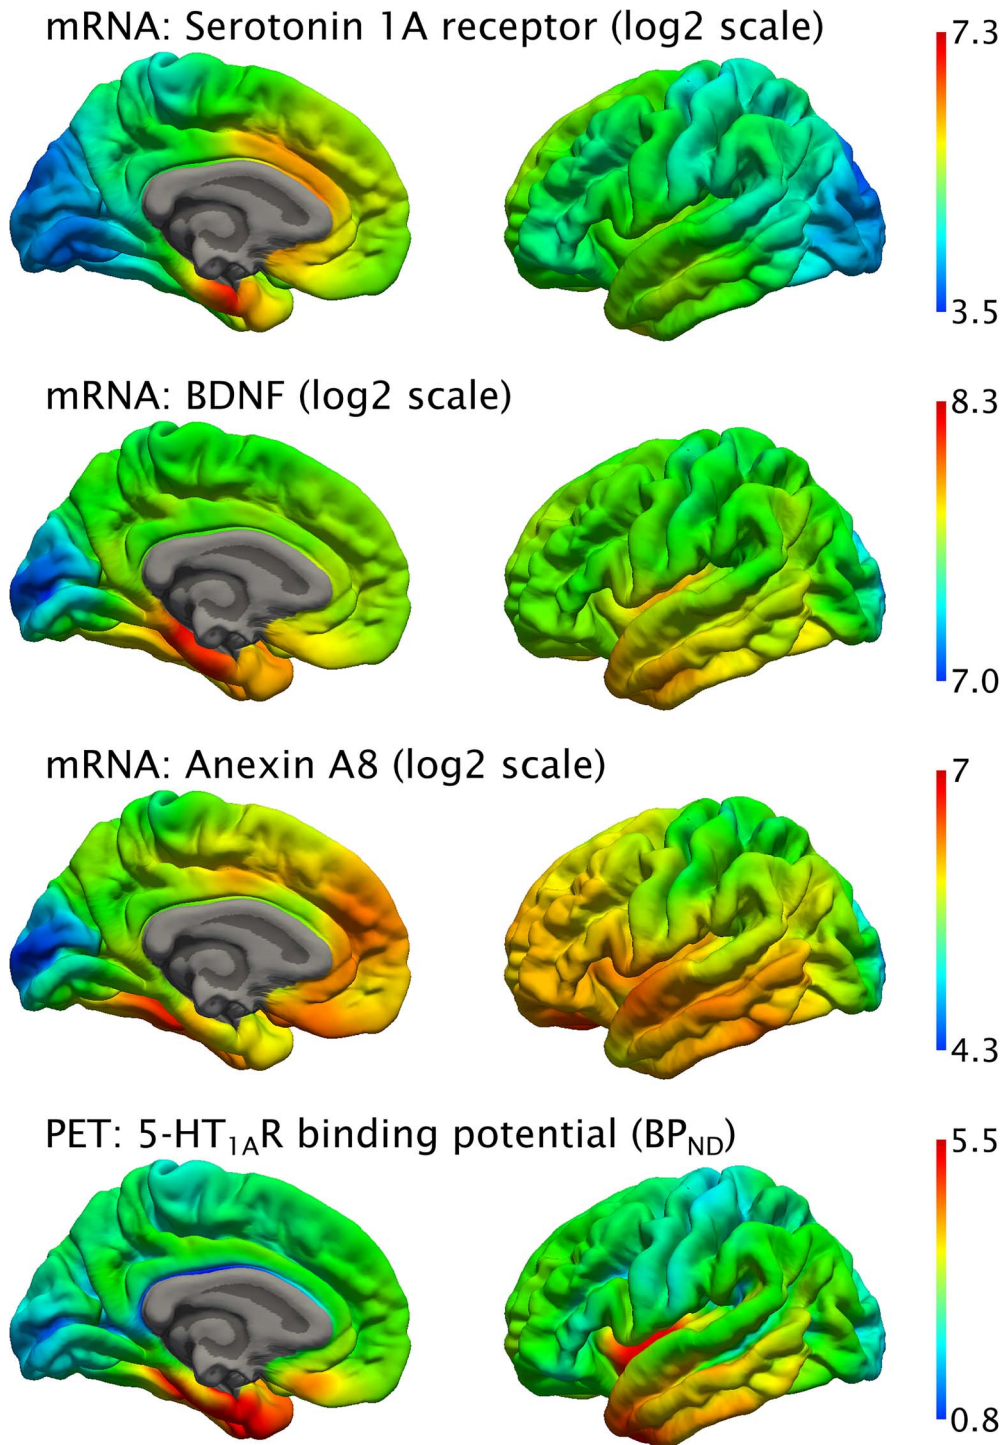 mRNA: Serotonin 1A receptor (log2 scale)
7.3
3.5
mRNA: BDNF (log2 scale)
8.3
7.0
mRNA: Anexin A8 (log2 scale)
7
4.3
PET: 5-HT1AR binding potential (BPND)
5.5
0.8